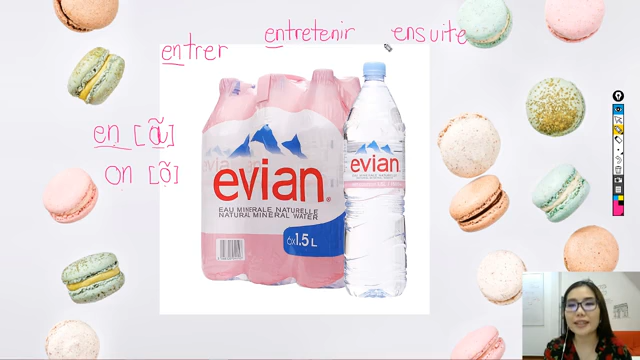 entrer
entretenir
ensuite
en [ã]
on [õ]
evian
evian
EAU MINERALE NATURELLE
NATURAL MINERAL WATER
6x1.5 L